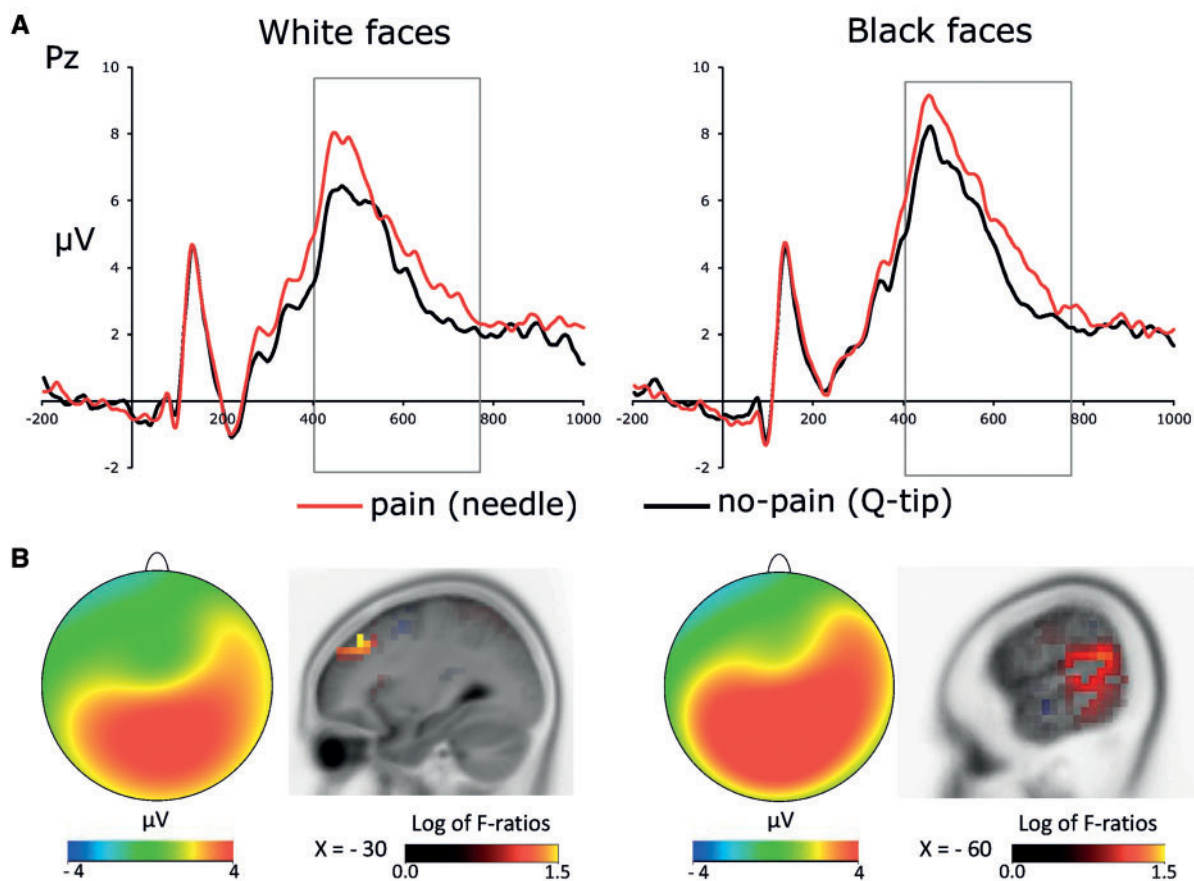 A
White faces
Black faces
Pz
µV
10
8
6
4
2
-2
-200
200
400
600
800
1000
10
8
6
4
2
-2
-200
200
400
600
800
1000
pain (needle)
no-pain (Q-tip)
B
µV
-4
4
X = - 30
Log of F-ratios
0.0
1.5
µV
-4
4
X = - 60
Log of F-ratios
0.0
1.5